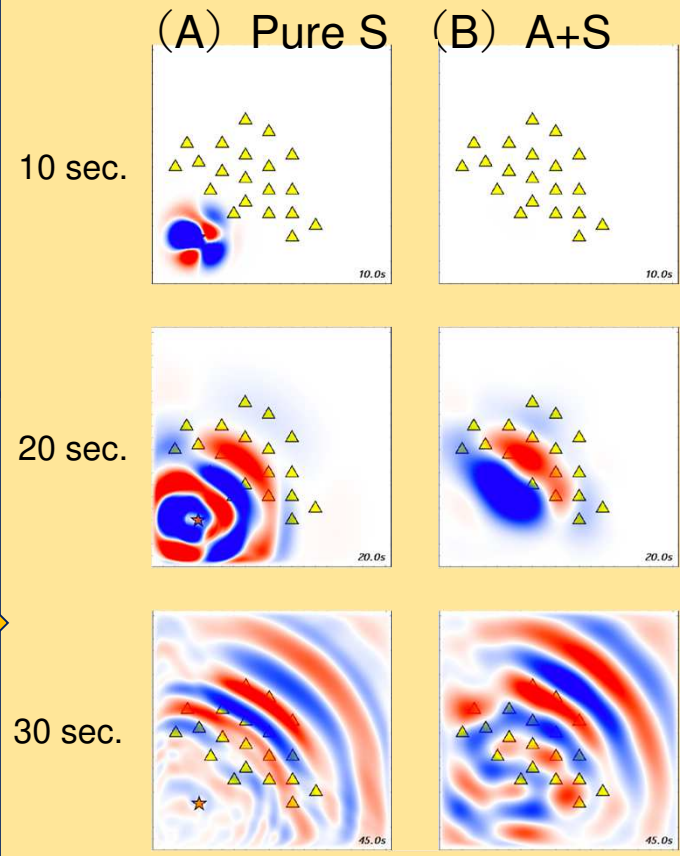 （A）Pure S （B）A+S
10 sec.
10.0s 10.0s
20 sec.
20.0s 20.0s
30 sec.
45.0s 45.0s